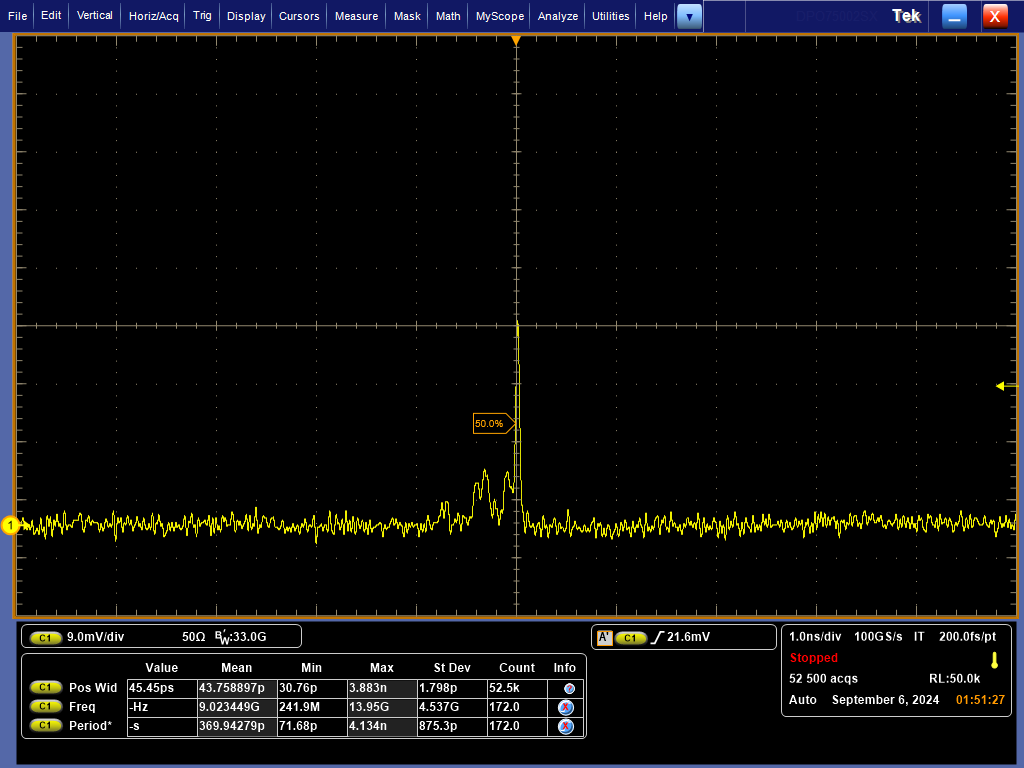 File Edit Vertical Horiz/Acq Trig Display Cursors Measure Mask Math MyScope Analyze Utilities Help Tek X
50.0%
1
C1 9.0mV/div 50Ω BW:33.0G
A' C1 21.6mV
1.0ns/div 100GS/s IT 200.0fs/pt
Stopped
52 500 acqs RL:50.0k
Auto September 6, 2024 01:51:27
Value Mean Min Max St Dev Count Info
C1 Pos Wid 45.45ps 43.758897p 30.76p 3.883n 1.798p 52.5k
C1 Freq -Hz 9.023449G 241.9M 13.95G 4.537G 172.0
C1 Period* -s 369.94279p 71.68p 4.134n 875.3p 172.0